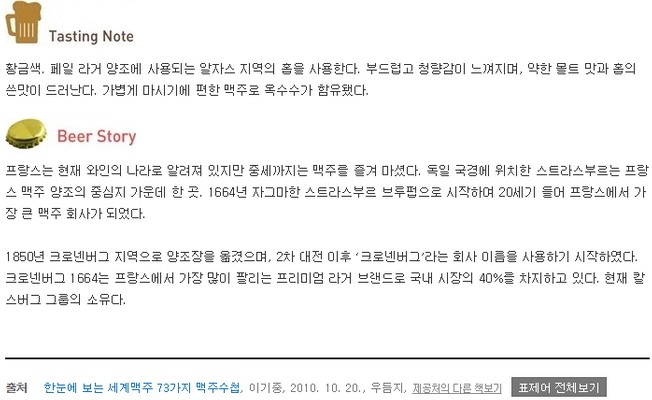 Tasting Note
황금색. 페일 라거 양조에 사용되는 알자스 지역의 홉을 사용한다. 부드럽고 청량감이 느껴지며, 약한 몰트 맛과 홉의
쓴맛이 드러난다. 가볍게 마시기에 편한 맥주로 옥수수가 함유됐다.
Beer Story
프랑스는 현재 와인의 나라로 알려져 있지만 중세까지는 맥주를 즐겨 마셨다. 독일 국경에 위치한 스트라스부르는 프랑
스 맥주 양조의 중심지 가운데 한 곳. 1664년 자그마한 스트라스부르 브루펍으로 시작하여 20세기 들어 프랑스에서 가
장 큰 맥주 회사가 되었다.
1850년 크로넨버그 지역으로 양조장을 옮겼으며, 2차 대전 이후 ‘크로넨버그’라는 회사 이름을 사용하기 시작하였다.
크로넨버그 1664는 프랑스에서 가장 많이 팔리는 프리미엄 라거 브랜드로 국내 시장의 40%를 차지하고 있다. 현재 칼
스버그 그룹의 소유다.
출처 한눈에 보는 세계맥주 73가지 맥주수첩, 이기중, 2010. 10. 20., 우듬지, 제공처의 다른 책보기 표제어 전체보기